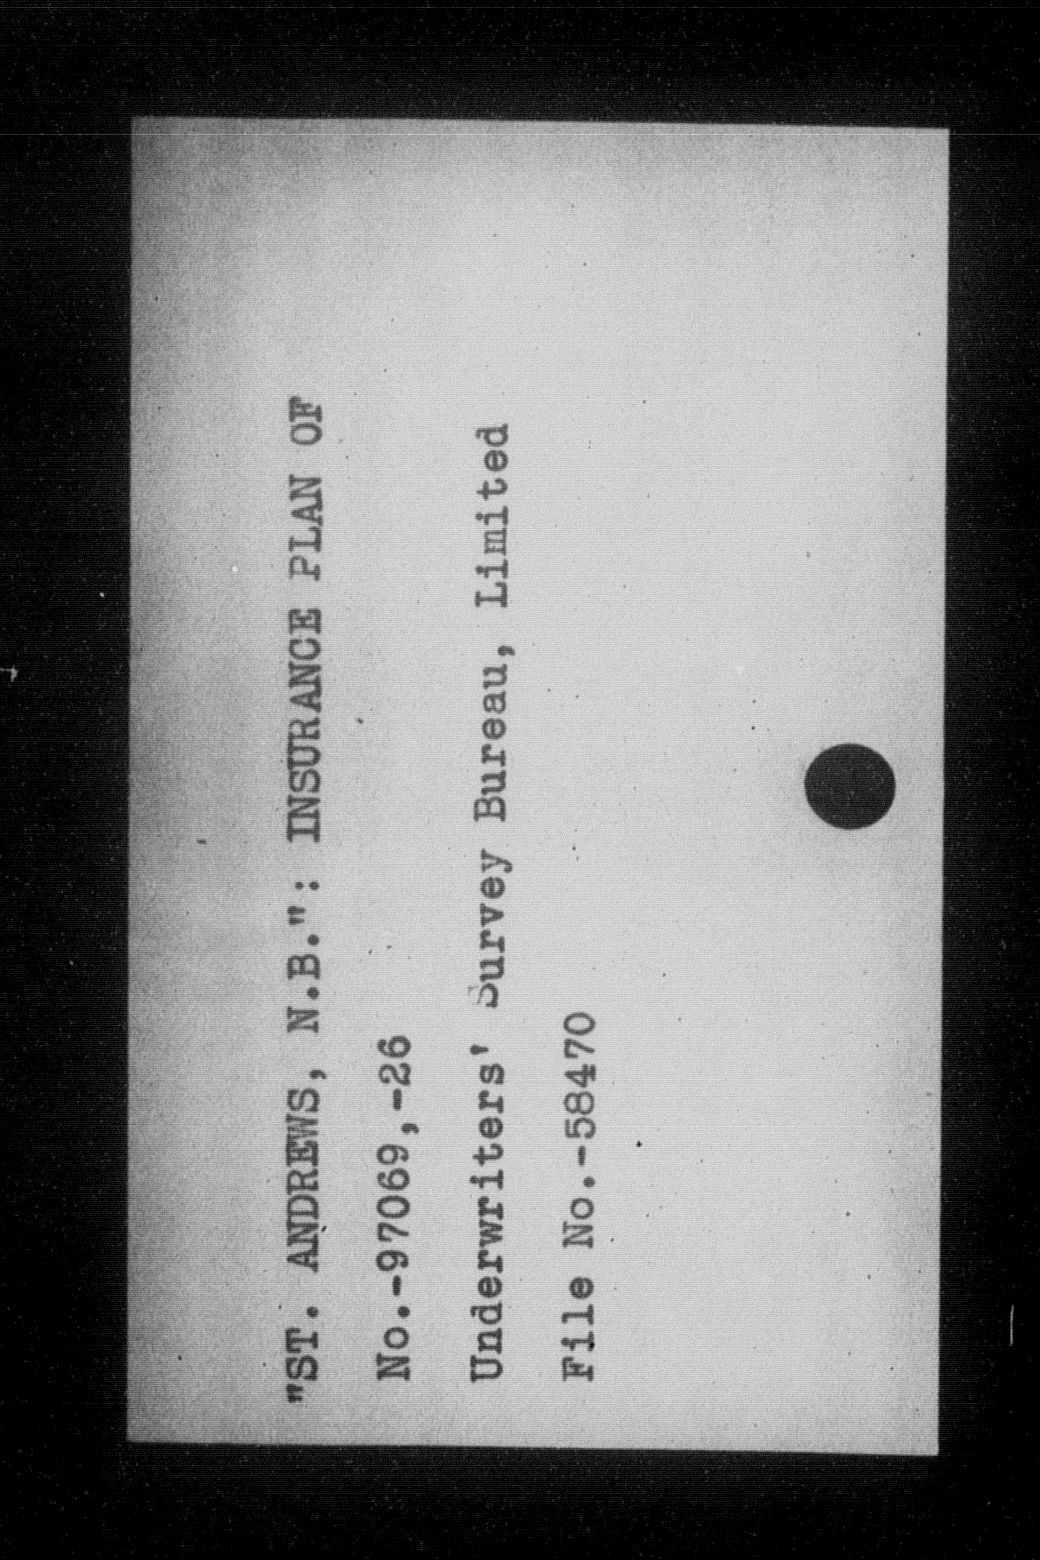 "ST. ANDREWS, N.B.": INSURANCE PLAN OF
No.-97069,-26
Underwriters' Survey Bureau, Limited
File No.-58470